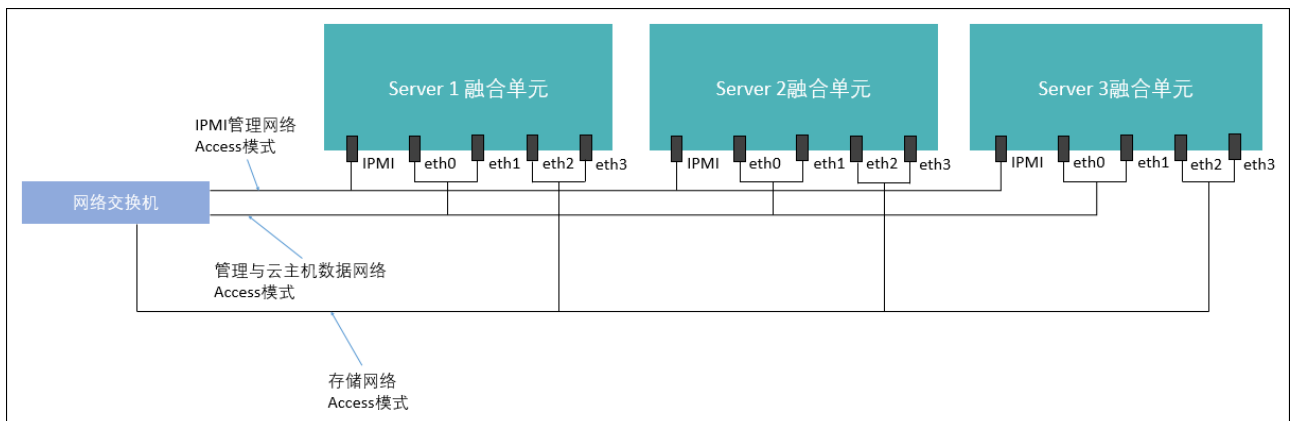 Server 1 融合单元
Server 2融合单元
Server 3融合单元
IPMI管理网络
Access模式
IPMI
eth0
eth1
eth2
eth3
IPMI
eth0
eth1
eth2
eth3
IPMI
eth0
eth1
eth2
eth3
网络交换机
管理与云主机数据网络
Access模式
存储网络
Access模式